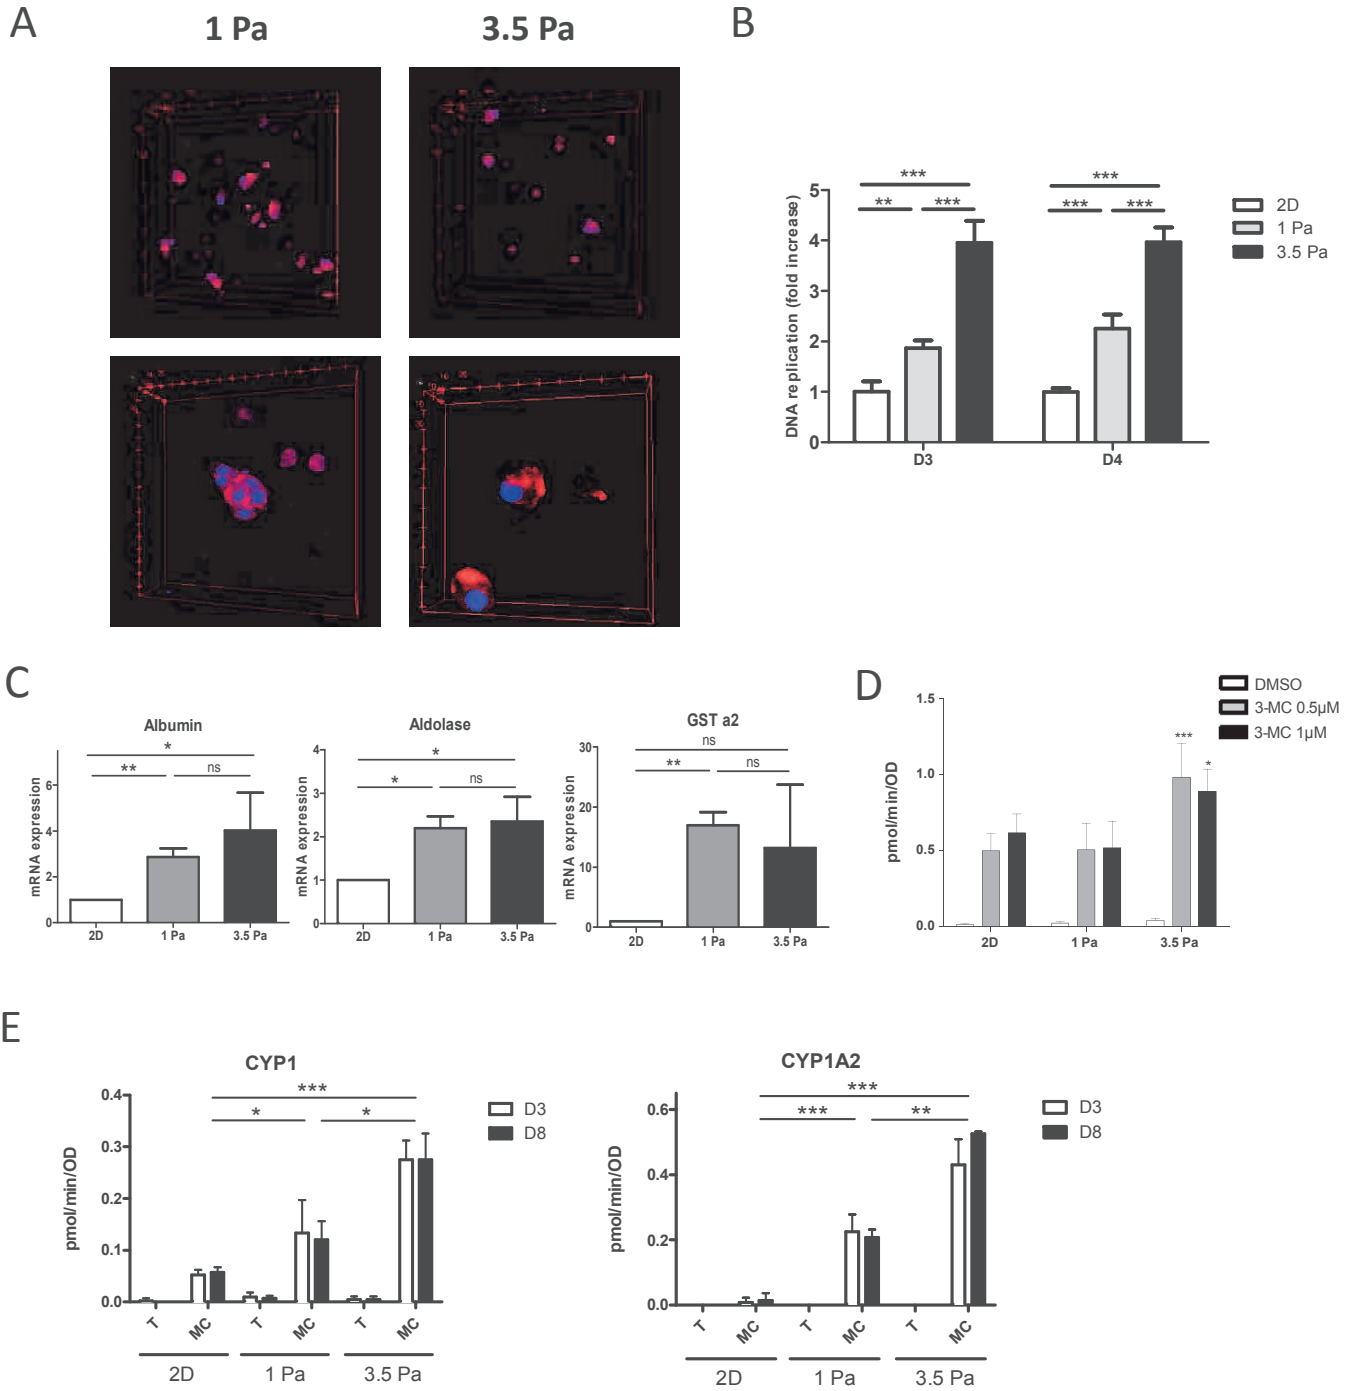 A
1 Pa
3.5 Pa
B
DNA replication (fold increase)
5
4
3
2
1
0
***
**
***
***
***
***
D3
D4
2D
1 Pa
3.5 Pa
C
Albumin
mRNA expression
6
4
2
0
*
**
ns
2D
1 Pa
3.5 Pa
Aldolase
mRNA expression
4
3
2
1
0
*
*
ns
2D
1 Pa
3.5 Pa
GST a2
mRNA expression
30
20
10
0
ns
**
ns
2D
1 Pa
3.5 Pa
D
DMSO
3-MC 0.5µM
3-MC 1µM
pmol/min/OD
1.5
1.0
0.5
0.0
***
*
2D
1 Pa
3.5 Pa
E
CYP1
pmol/min/OD
0.4
0.3
0.2
0.1
0.0
***
*
*
D3
D8
T
MC
T
MC
T
MC
2D
1 Pa
3.5 Pa
CYP1A2
pmol/min/OD
0.6
0.4
0.2
0.0
***
***
**
D3
D8
T
MC
T
MC
T
MC
2D
1 Pa
3.5 Pa